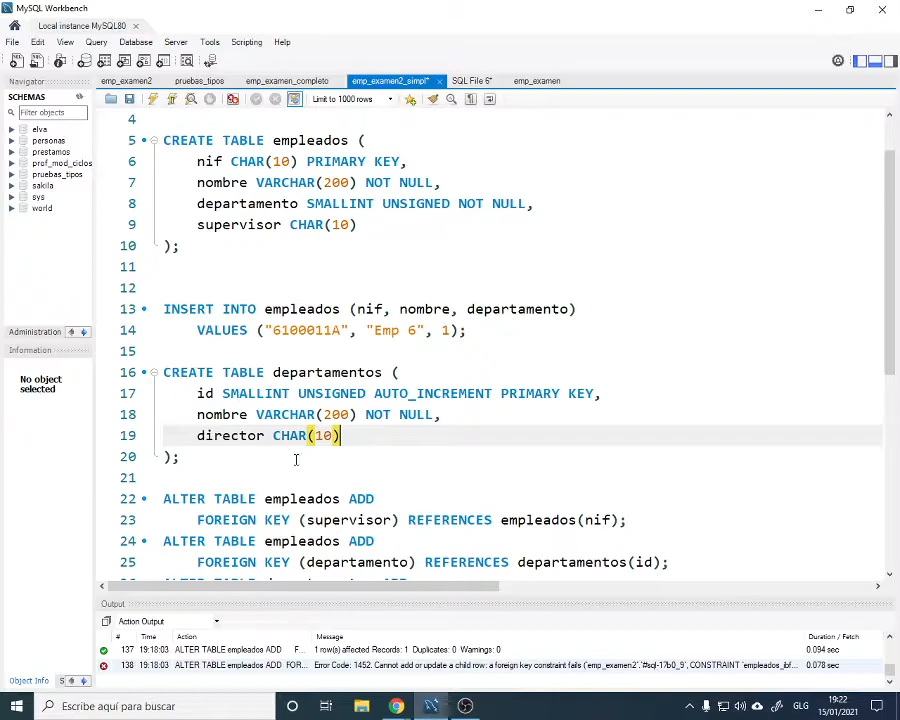 MySQL Workbench
Local instance MySQL80
File Edit View Query Database Server Tools Scripting Help
Navigator
emp_examen2 pruebas_tipos emp_examen_completo emp_examen2_simpl* SQL File 6* emp_examen
SCHEMAS
Limit to 1000 rows
Filter objects
elva
personas
prestamos
prof_mod_ciclos
pruebas_tipos
sakila
sys
world
4
5 CREATE TABLE empleados (
6 nif CHAR(10) PRIMARY KEY,
7 nombre VARCHAR(200) NOT NULL,
8 departamento SMALLINT UNSIGNED NOT NULL,
9 supervisor CHAR(10)
10 );
11
12
13 INSERT INTO empleados (nif, nombre, departamento)
14 VALUES ("6100011A", "Emp 6", 1);
15
16 CREATE TABLE departamentos (
17 id SMALLINT UNSIGNED AUTO_INCREMENT PRIMARY KEY,
18 nombre VARCHAR(200) NOT NULL,
19 director CHAR(10)
20 );
21
22 ALTER TABLE empleados ADD
23 FOREIGN KEY (supervisor) REFERENCES empleados(nif);
24 ALTER TABLE empleados ADD
25 FOREIGN KEY (departamento) REFERENCES departamentos(id);
Administration
Information
No object
selected
Output
Action Output
# Time Action Message Duration / Fetch
137 19:18:03 ALTER TABLE empleados ADD F... 1 row(s) affected Records: 1 Duplicates: 0 Warnings: 0 0.094 sec
138 19:18:03 ALTER TABLE empleados ADD FOR... Error Code: 1452. Cannot add or update a child row: a foreign key constraint fails (`emp_examen2`.`#sql-17b0_9`, CONSTRAINT `empleados_ibf... 0.078 sec
Object Info S
Escribe aquí para buscar
GLG
19:22
15/01/2021